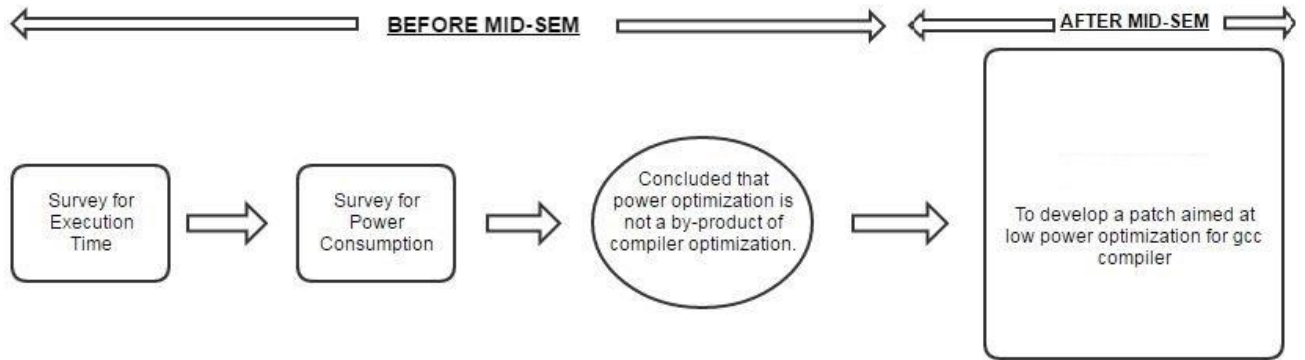 BEFORE MID-SEM
AFTER MID-SEM
Survey for
Execution
Time
Survey for
Power
Consumption
Concluded that
power optimization is
not a by-product of
compiler optimization.
To develop a patch aimed at
low power optimization for gcc
compiler